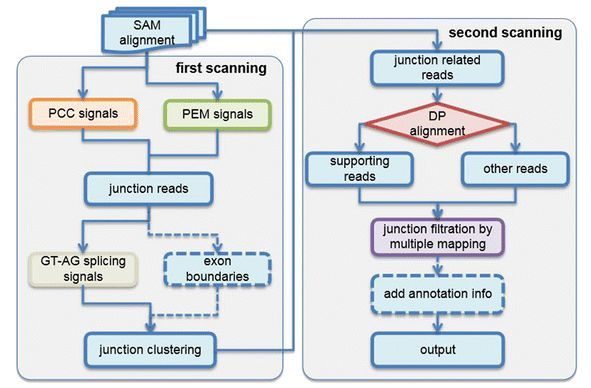 SAM
alignment
first scanning
PCC signals
PEM signals
junction reads
GT-AG splicing
signals
exon
boundaries
junction clustering
second scanning
junction related
reads
DP
alignment
supporting
reads
other reads
junction filtration by
multiple mapping
add annotation info
output